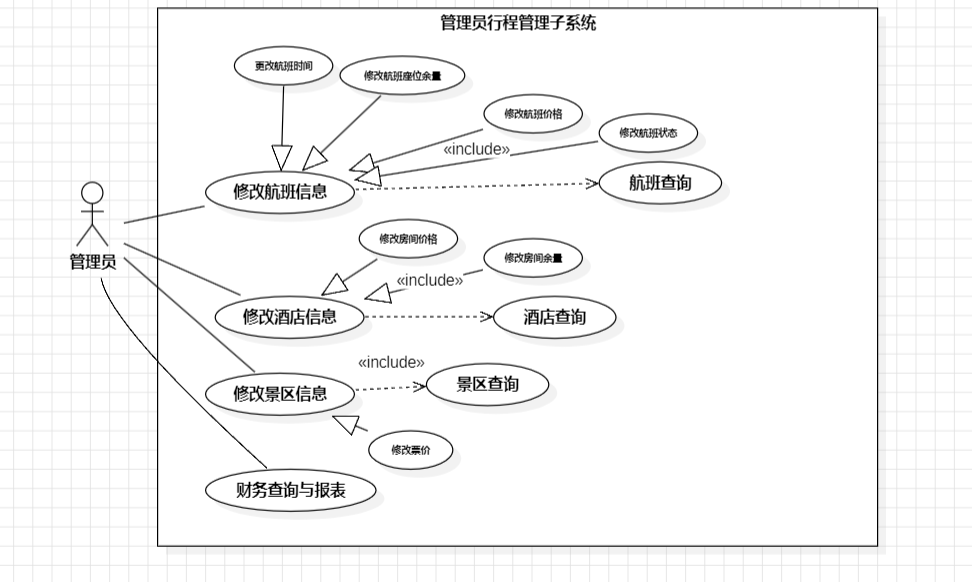 管理员行程管理子系统
更改航班时间
修改航班座位余量
修改航班价格
修改航班状态
«include»
修改航班信息
航班查询
管理员
修改房间价格
修改房间余量
«include»
修改酒店信息
酒店查询
«include»
修改景区信息
景区查询
修改票价
财务查询与报表